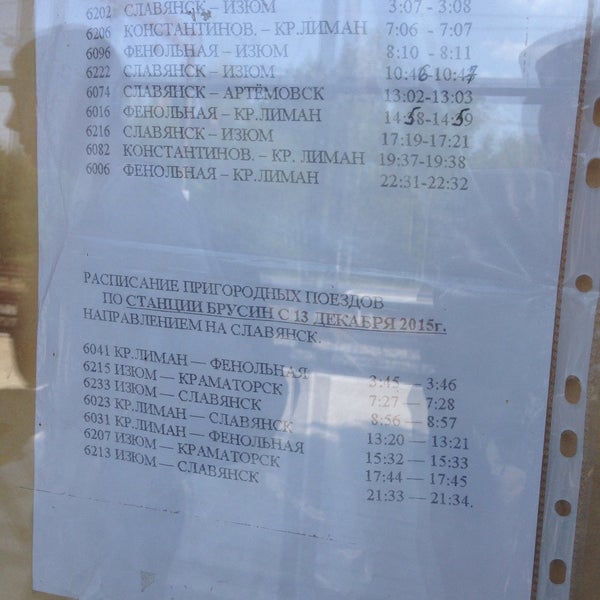 6202 СЛАВЯНСК – ИЗЮМ 3:07 - 3:08
6206 КОНСТАНТИНОВ. – КР.ЛИМАН 7:06 - 7:07
6096 ФЕНОЛЬНАЯ – ИЗЮМ 8:10 - 8:11
6222 СЛАВЯНСК – ИЗЮМ 10:46-10:47
6074 СЛАВЯНСК – АРТЁМОВСК 13:02-13:03
6016 ФЕНОЛЬНАЯ – КР.ЛИМАН 14:58-14:59
6216 СЛАВЯНСК – ИЗЮМ 17:19-17:21
6082 КОНСТАНТИНОВ. – КР. ЛИМАН 19:37-19:38
6006 ФЕНОЛЬНАЯ – КР.ЛИМАН 22:31-22:32
РАСПИСАНИЕ ПРИГОРОДНЫХ ПОЕЗДОВ
ПО СТАНЦИИ БРУСИН С 13 ДЕКАБРЯ 2015г.
НАПРАВЛЕНИЕМ НА СЛАВЯНСК.
6041 КР.ЛИМАН — ФЕНОЛЬНАЯ 3:45 — 3:46
6215 ИЗЮМ — КРАМАТОРСК 7:27 — 7:28
6233 ИЗЮМ — СЛАВЯНСК 8:56 — 8:57
6023 КР.ЛИМАН — СЛАВЯНСК 13:20 — 13:21
6031 КР.ЛИМАН — ФЕНОЛЬНАЯ 15:32 — 15:33
6207 ИЗЮМ — КРАМАТОРСК 17:44 — 17:45
6213 ИЗЮМ — СЛАВЯНСК 21:33 — 21:34.